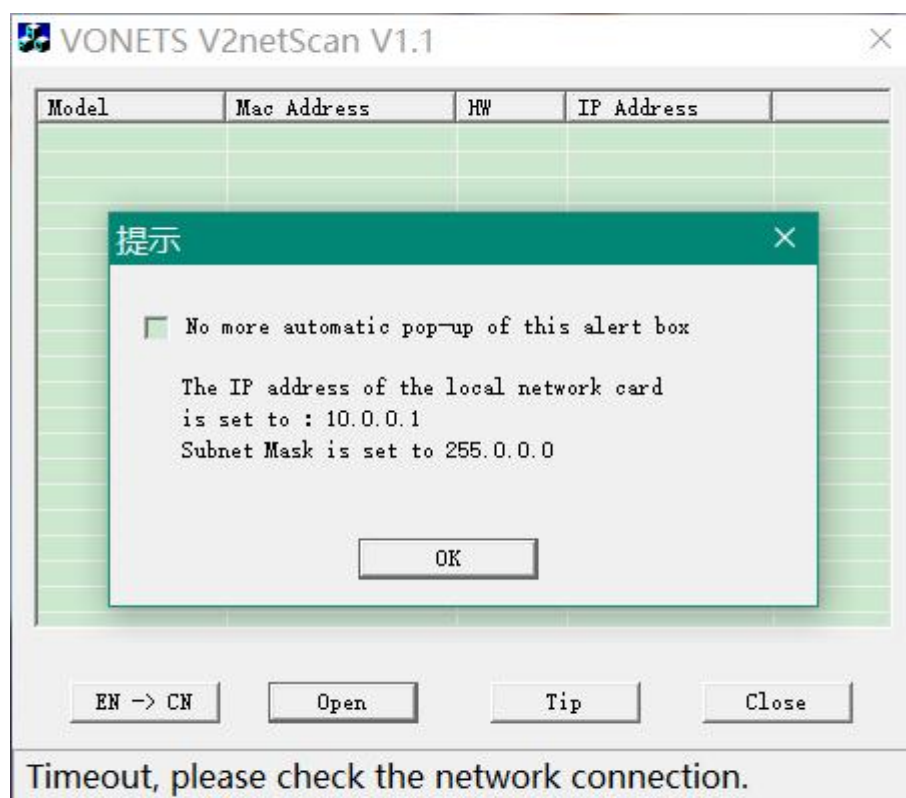 VONETS V2netScan V1.1
Model Mac Address HW IP Address
提示
No more automatic pop-up of this alert box
The IP address of the local network card
is set to : 10.0.0.1
Subnet Mask is set to 255.0.0.0
OK
EN -> CN Open Tip Close
Timeout, please check the network connection.